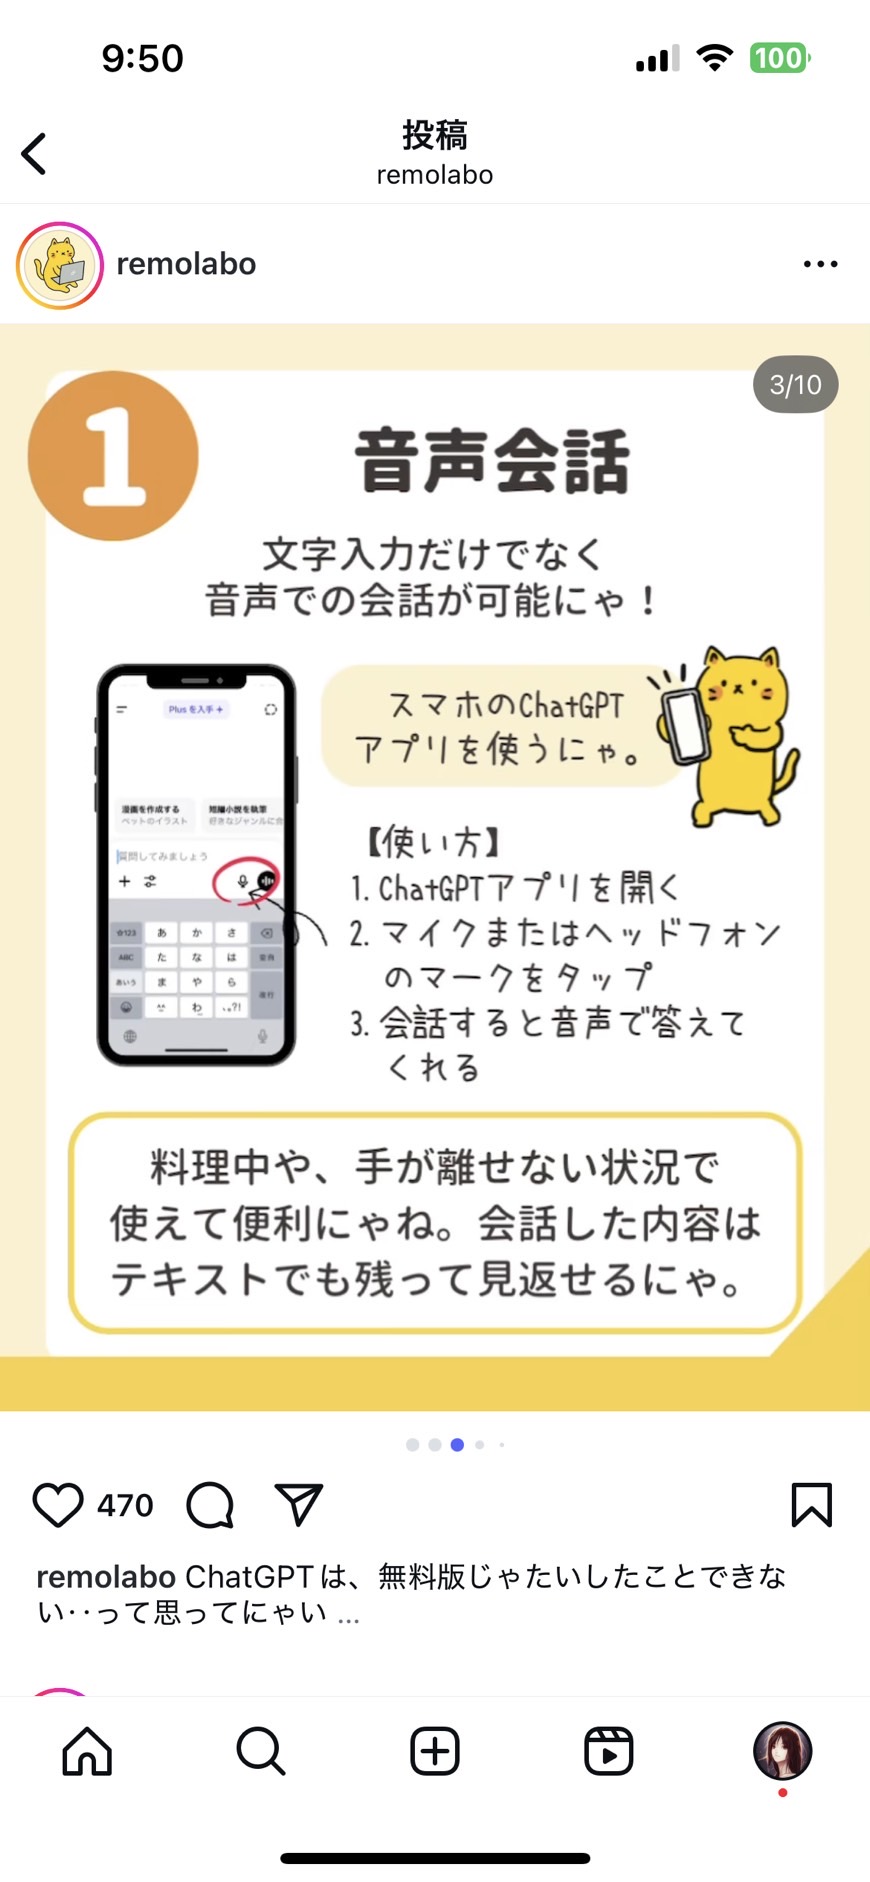 9:50
100
投稿
remolabo
remolabo
3/10
1
音声会話
文字入力だけでなく
音声での会話が可能にゃ！
スマホのChatGPT
アプリを使うにゃ。
Plusを入手
漫画を作成する
ペットのイラスト
短編小説を執筆
好きなジャンルに合
質問してみましょう
☆123
あ
か
さ
ABC
た
な
は
空白
あいう
ま
や
ら
改行
^^
わ
、。?!
【使い方】
1. ChatGPTアプリを開く
2. マイクまたはヘッドフォン
のマークをタップ
3. 会話すると音声で答えて
くれる
料理中や、手が離せない状況で
使えて便利にゃね。会話した内容は
テキストでも残って見返せるにゃ。
470
remolabo ChatGPTは、無料版じゃたいしたことできな
い‥って思ってにゃい ...